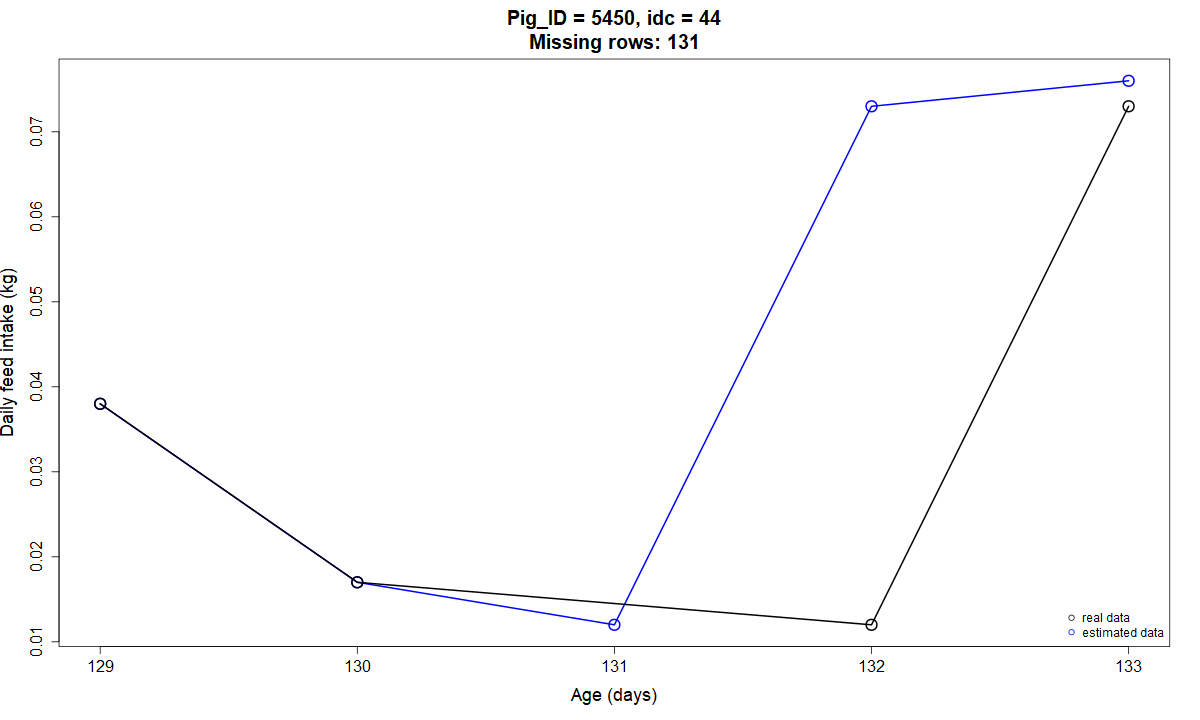 Pig_ID = 5450, idc = 44
Missing rows: 131
Daily feed intake (kg)
0.07
0.06
0.05
0.04
0.03
0.02
0.01
real data
estimated data
129 130 131 132 133
Age (days)